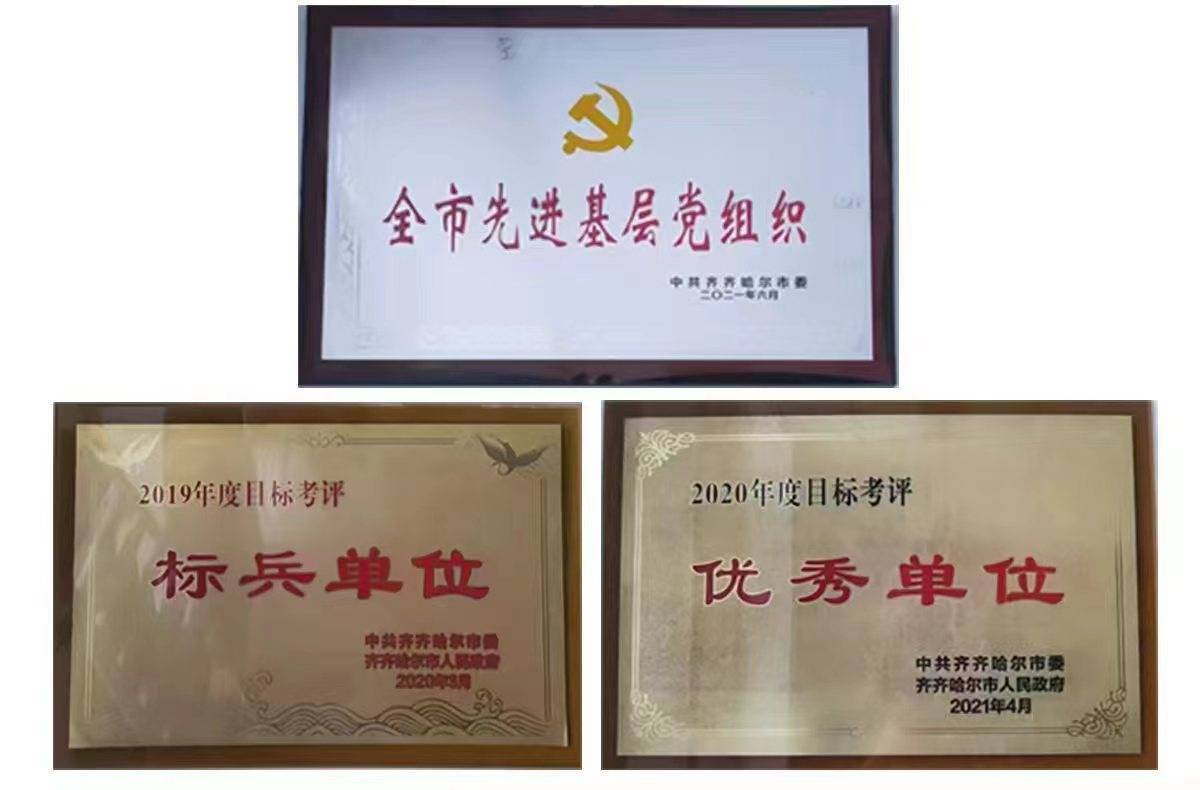 全市先进基层党组织
中共齐齐哈尔市委
二〇二一年六月
2019年度目标考评
标兵单位
中共齐齐哈尔市委
齐齐哈尔市人民政府
2020年3月
2020年度目标考评
优秀单位
中共齐齐哈尔市委
齐齐哈尔市人民政府
2021年4月